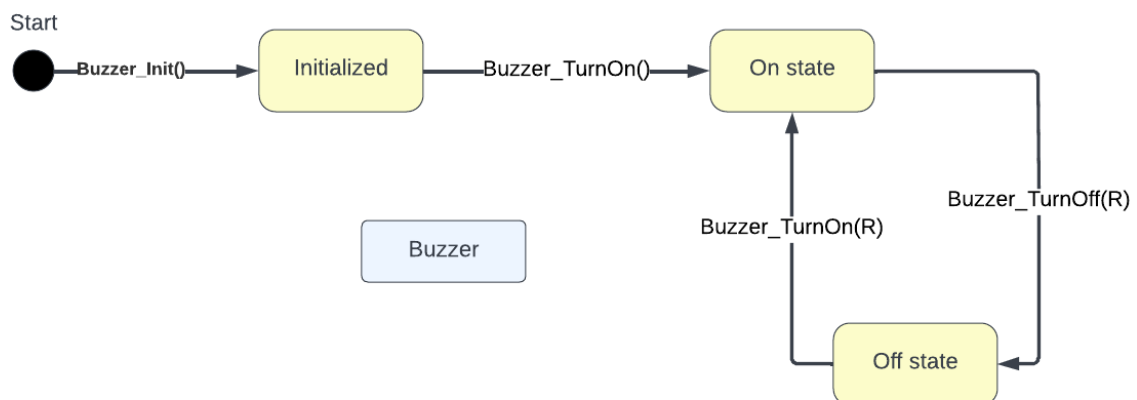 Start
Buzzer_Init()
Initialized
Buzzer_TurnOn()
On state
Buzzer_TurnOff(R)
Buzzer_TurnOn(R)
Buzzer
Off state